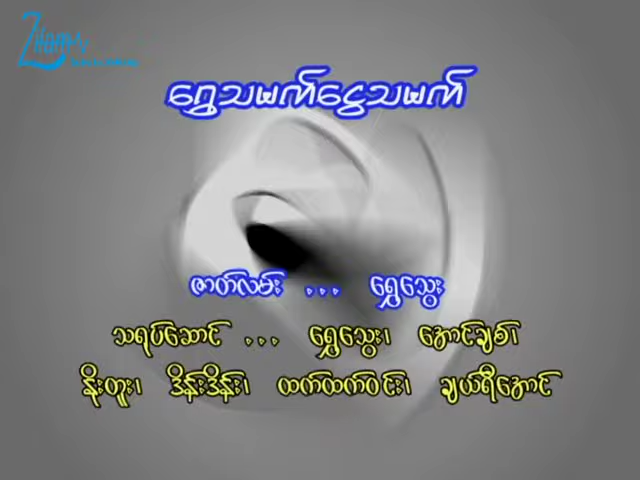 ရွှေသမက်ငွေသမက်
ဇာတ်လမ်း ... ရွှေသွေး
သရုပ်ဆောင် ... ရွှေသွေး၊ အောင်ချစ်၊
နိုးတူး၊ ဒိန်းဒိန်း၊ ထက်ထက်ဝင်း၊ ချယ်ရီအောင်